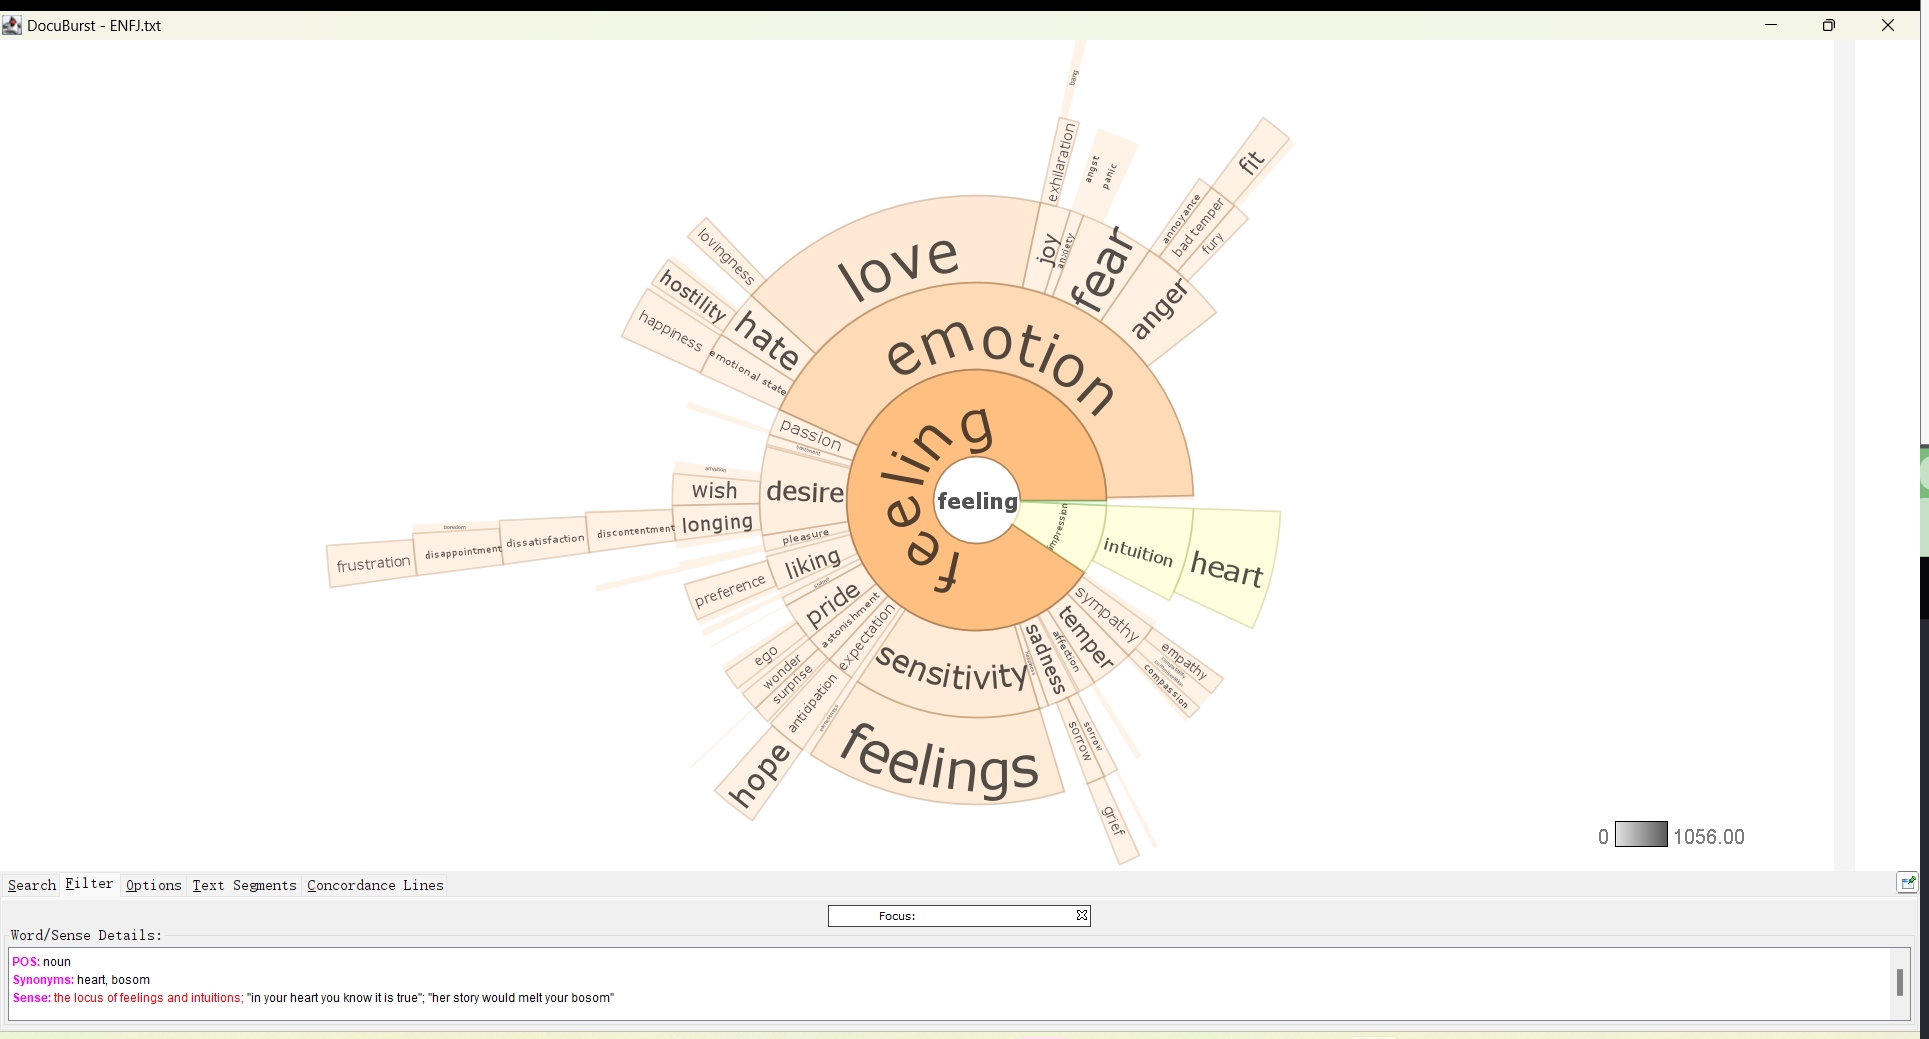 DocuBurst - ENFJ.txt
bang
exhilaration
angst
panic
fit
annoyance
bad temper
fury
lovingness
love
joy
anxiety
fear
anger
hostility
hate
happiness
emotional state
emotion
passion
sentiment
feeling
feeling
desire
wish
longing
discontentment
dissatisfaction
boredom
disappointment
frustration
pleasure
liking
preference
pride
ego
astonishment
wonder
surprise
expectation
anticipation
hope
sensitivity
feelings
sadness
sorrow
sorrow
grief
affection
temper
sympathy
empathy
compassion
impression
intuition
heart
0 1056.00
Search Filter Options Text Segments Concordance Lines
Focus:
Word/Sense Details:
POS: noun
Synonyms: heart, bosom
Sense: the locus of feelings and intuitions; "in your heart you know it is true"; "her story would melt your bosom"